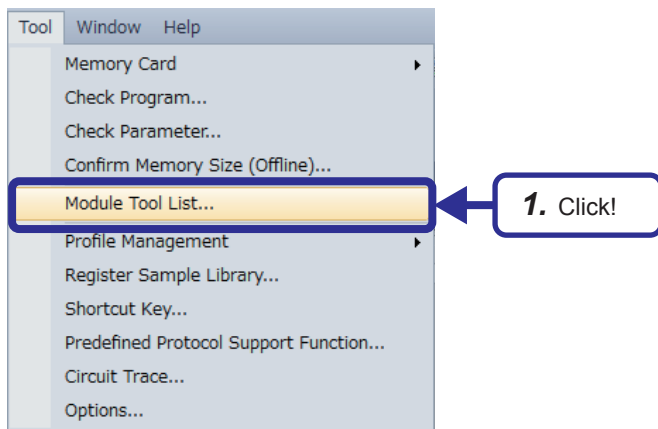 Tool Window Help
Memory Card
Check Program...
Check Parameter...
Confirm Memory Size (Offline)...
Module Tool List...
1. Click!
Profile Management
Register Sample Library...
Shortcut Key...
Predefined Protocol Support Function...
Circuit Trace...
Options...